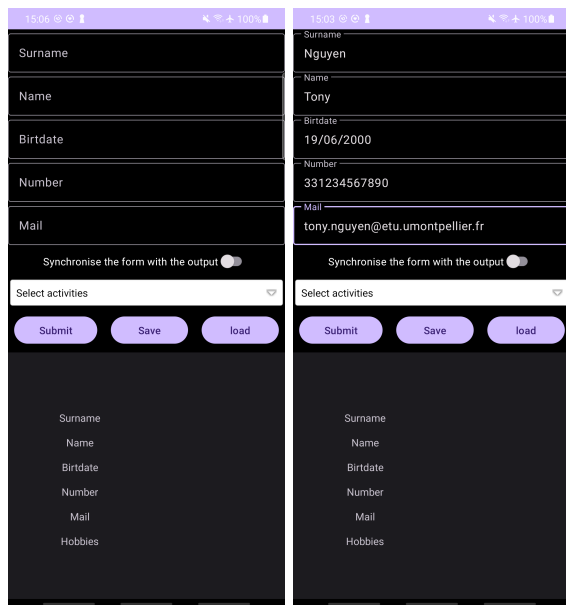 15:06
100%
Surname
Name
Birtdate
Number
Mail
Synchronise the form with the output
Select activities
Submit Save load
Surname
Name
Birtdate
Number
Mail
Hobbies
15:03
100%
Surname
Nguyen
Name
Tony
Birtdate
19/06/2000
Number
331234567890
Mail
tony.nguyen@etu.umontpellier.fr
Synchronise the form with the output
Select activities
Submit Save load
Surname
Name
Birtdate
Number
Mail
Hobbies